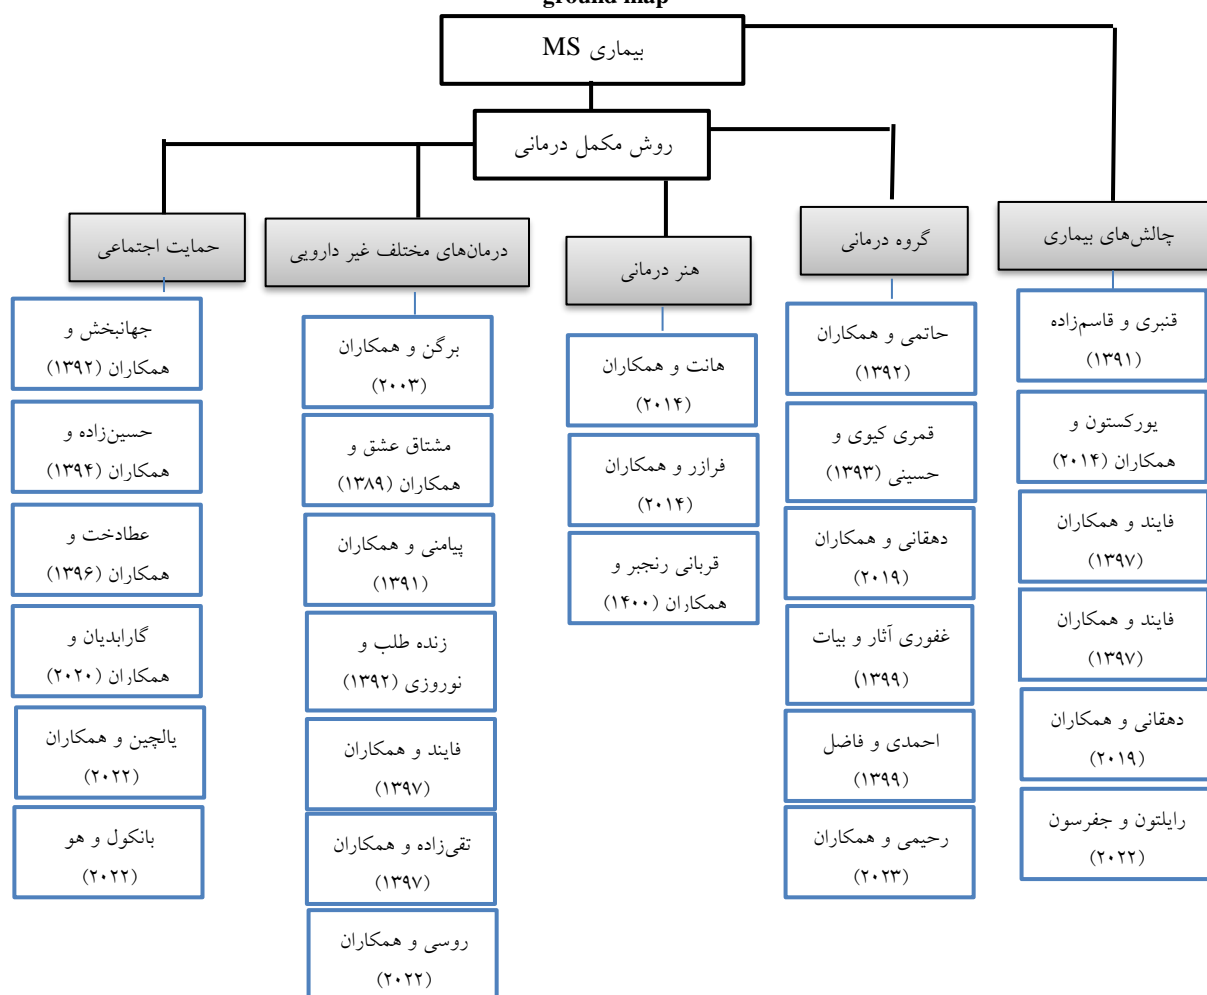 ground map
بیماری MS
روش مکمل درمانی
چالش‌های بیماری
قنبری و قاسم‌زاده
(۱۳۹۱)
یورکستون و
همکاران (۲۰۱۴)
فایند و همکاران
(۱۳۹۷)
فایند و همکاران
(۱۳۹۷)
دهقانی و همکاران
(۲۰۱۹)
رایلتون و جفرسون
(۲۰۲۲)
گروه درمانی
حاتمی و همکاران
(۱۳۹۲)
قمری کیوی و
حسینی (۱۳۹۳)
دهقانی و همکاران
(۲۰۱۹)
غفوری آثار و بیات
(۱۳۹۹)
احمدی و فاضل
(۱۳۹۹)
رحیمی و همکاران
(۲۰۲۳)
هنر درمانی
هانت و همکاران
(۲۰۱۴)
فرازر و همکاران
(۲۰۱۴)
قربانی رنجبر و
همکاران (۱۴۰۰)
درمان‌های مختلف غیر دارویی
برگن و همکاران
(۲۰۰۳)
مشتاق عشق و
همکاران (۱۳۸۹)
پیامنی و همکاران
(۱۳۹۱)
زنده طلب و
نوروزی (۱۳۹۲)
فایند و همکاران
(۱۳۹۷)
تقی‌زاده و همکاران
(۱۳۹۷)
روسی و همکاران
(۲۰۲۲)
حمایت اجتماعی
جهانبخش و
همکاران (۱۳۹۲)
حسین‌زاده و
همکاران (۱۳۹۴)
عطادخت و
همکاران (۱۳۹۶)
گارابدیان و
همکاران (۲۰۲۰)
یالچین و همکاران
(۲۰۲۲)
بانکول و هو
(۲۰۲۲)